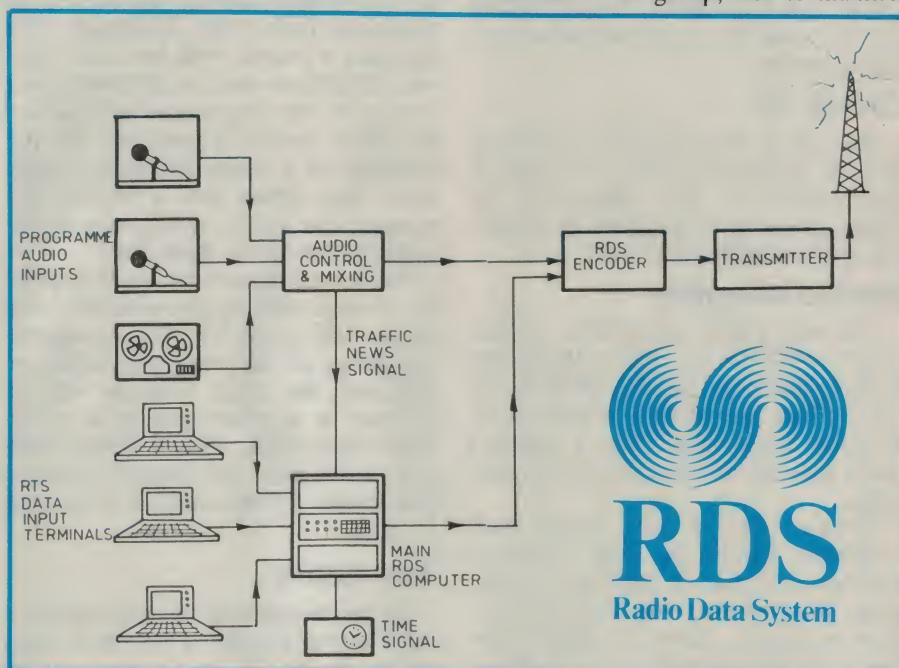 PROGRAMME
AUDIO
INPUTS
AUDIO
CONTROL
& MIXING
RDS
ENCODER
TRANSMITTER
TRAFFIC
NEWS
SIGNAL
RTS
DATA
INPUT
TERMINALS
MAIN
RDS
COMPUTER
TIME
SIGNAL
RDS
Radio Data System